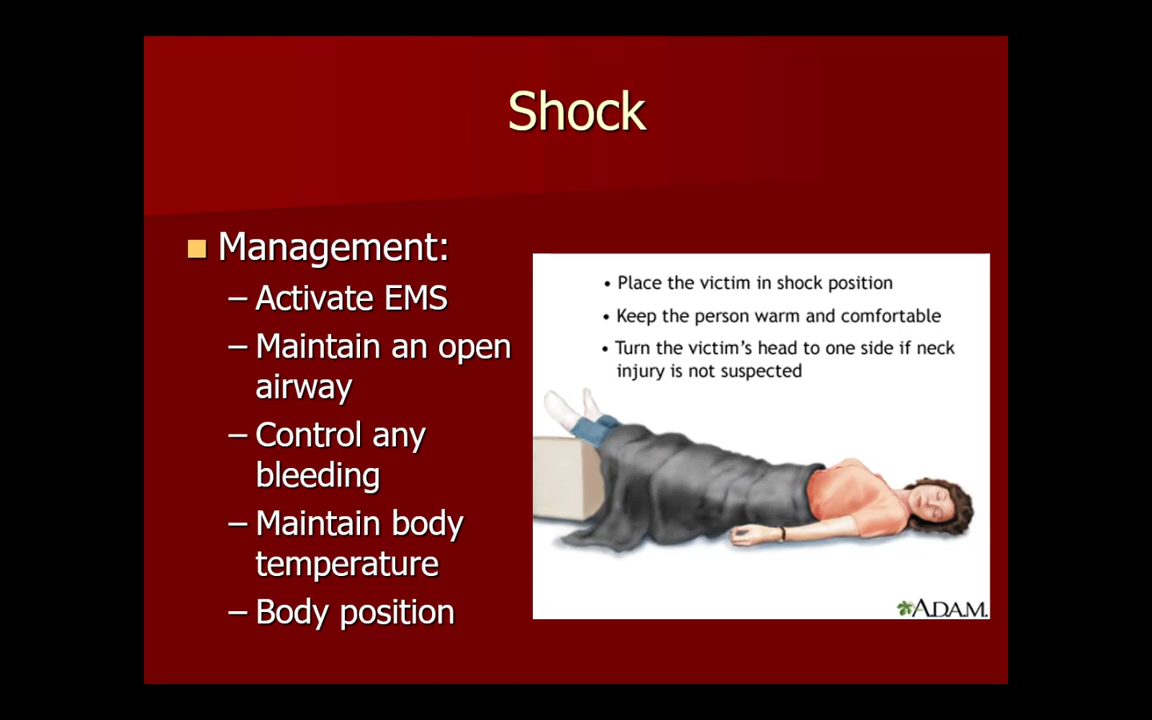 Shock
Management:
– Activate EMS
– Maintain an open
airway
– Control any
bleeding
– Maintain body
temperature
– Body position
• Place the victim in shock position
• Keep the person warm and comfortable
• Turn the victim's head to one side if neck
injury is not suspected
A.D.A.M.